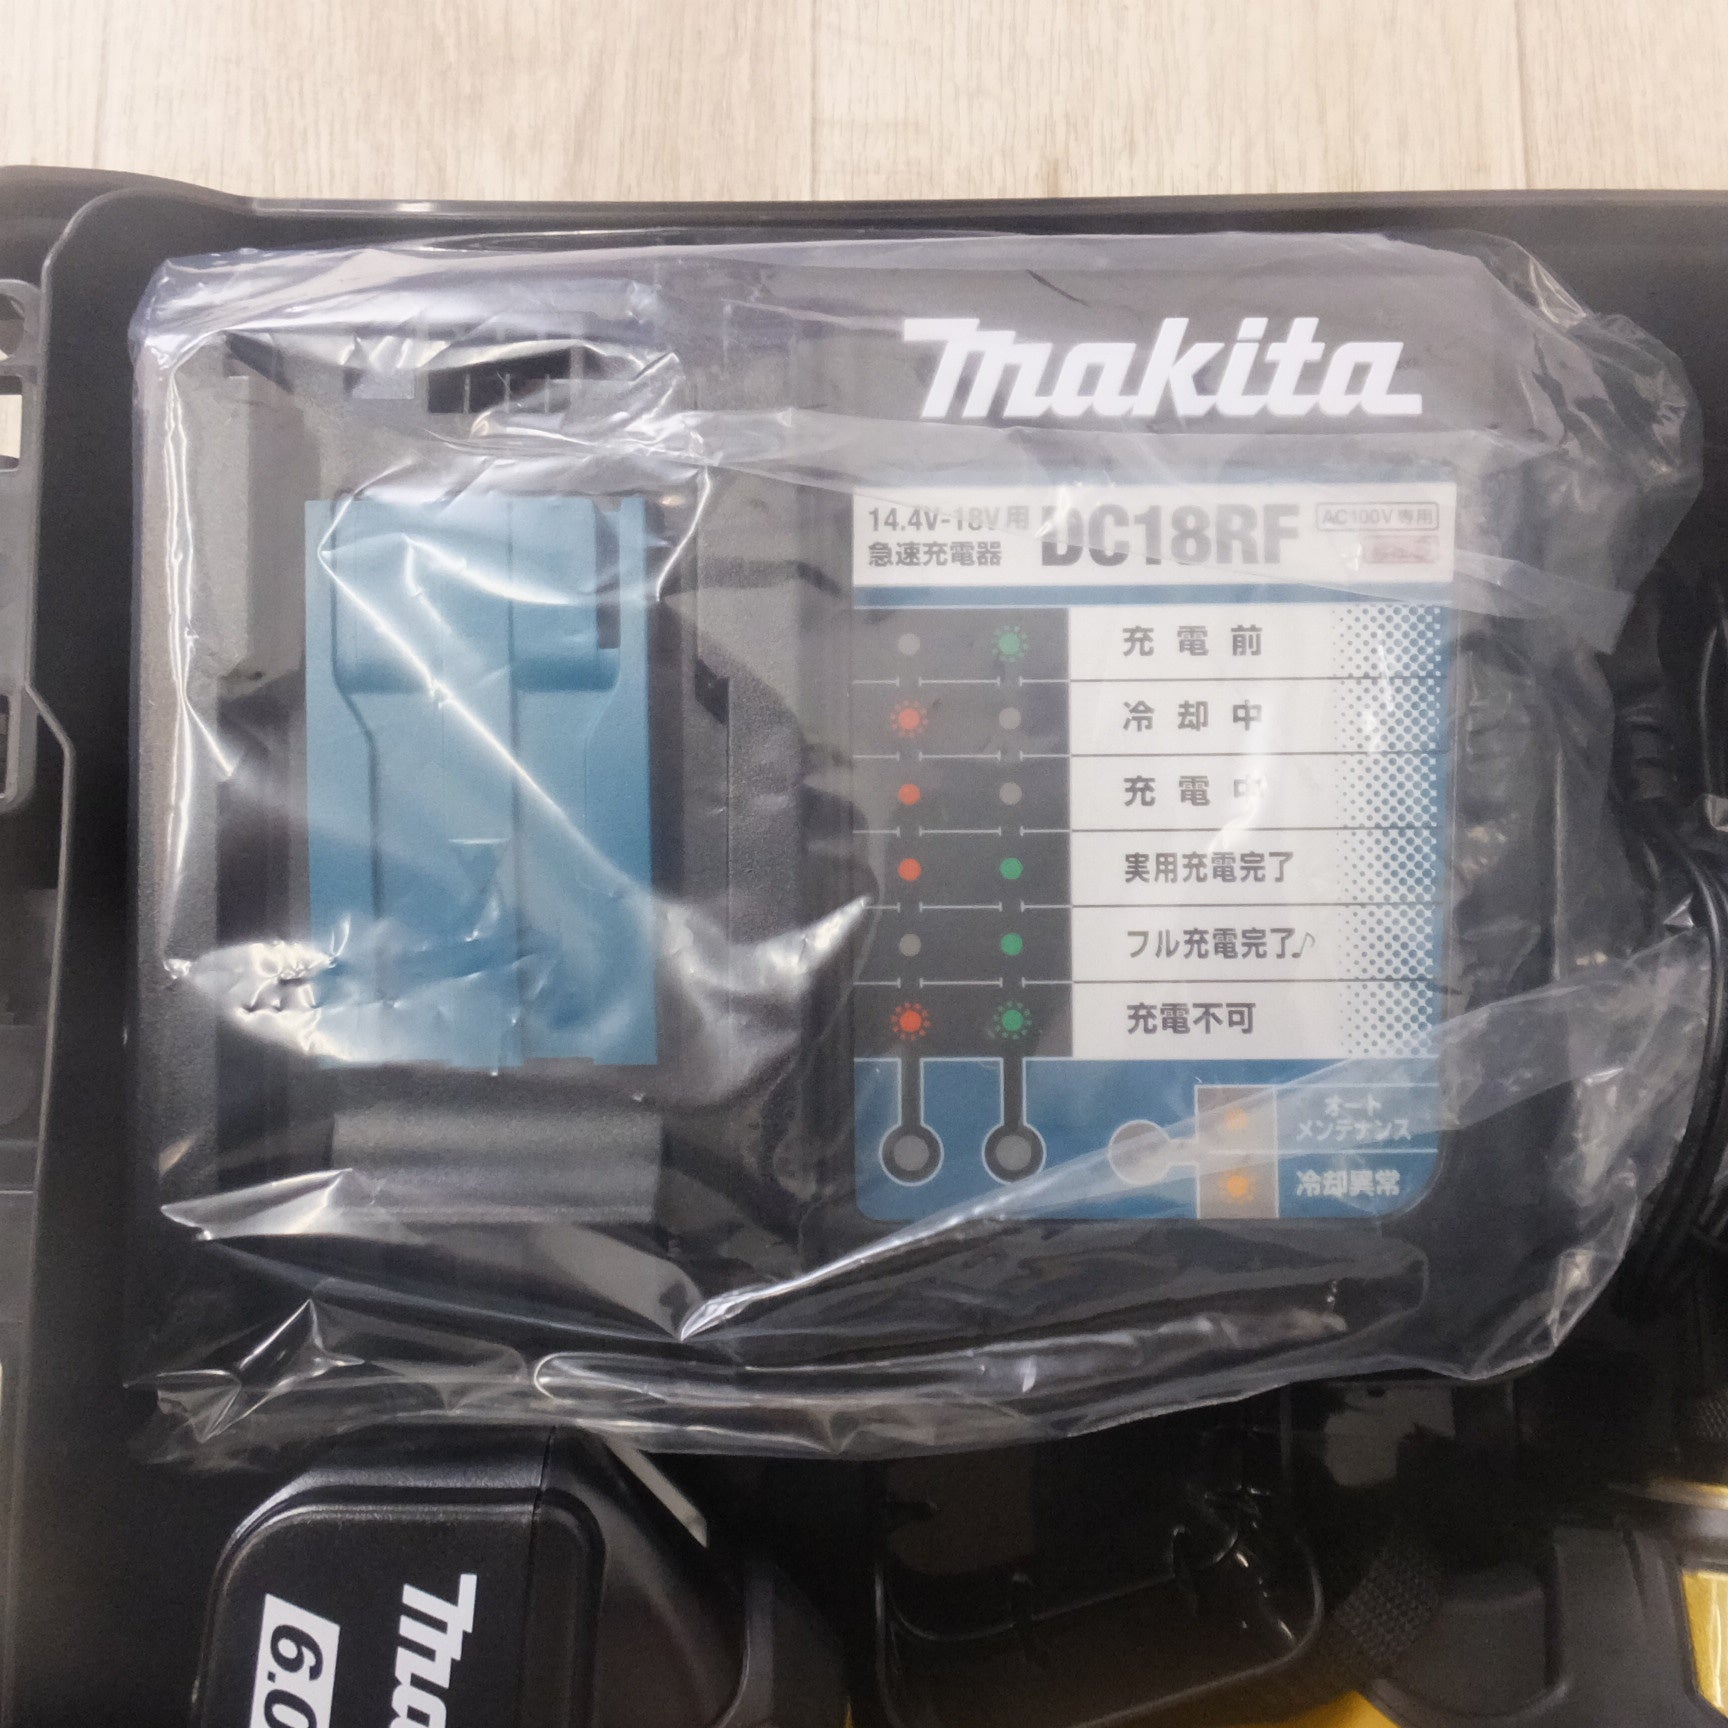 makita
14.4V-18V用
急速充電器
DC18RF
AC100V専用
充電前
冷却中
充電中
実用充電完了
フル充電完了♪
充電不可
オート
メンテナンス
冷却異常
6.0